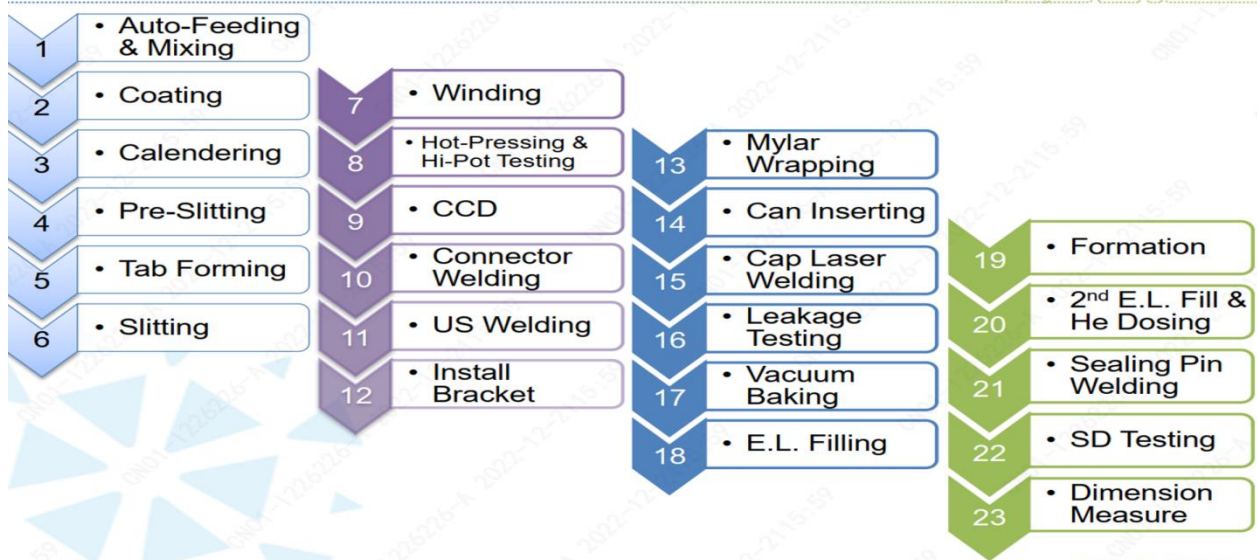 1
• Auto-Feeding
& Mixing
2
• Coating
3
• Calendering
4
• Pre-Slitting
5
• Tab Forming
6
• Slitting
7
• Winding
8
• Hot-Pressing &
Hi-Pot Testing
9
• CCD
10
• Connector
Welding
11
• US Welding
12
• Install
Bracket
13
• Mylar
Wrapping
14
• Can Inserting
15
• Cap Laser
Welding
16
• Leakage
Testing
17
• Vacuum
Baking
18
• E.L. Filling
19
• Formation
20
• 2nd E.L. Fill &
He Dosing
21
• Sealing Pin
Welding
22
• SD Testing
23
• Dimension
Measure